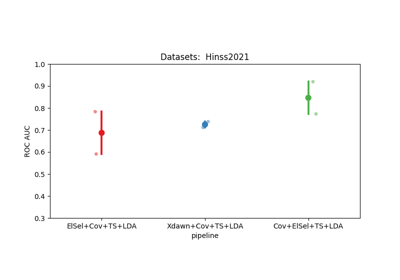 Datasets:  Hinss2021
1.0
0.9
0.8
0.7
0.6
0.5
0.4
0.3
ROC AUC
ElSel+Cov+TS+LDA
Xdawn+Cov+TS+LDA
Cov+ElSel+TS+LDA
pipeline